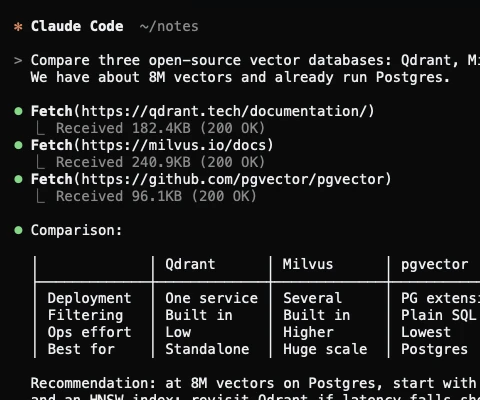 * Claude Code ~/notes
> Compare three open-source vector databases: Qdrant,
We have about 8M vectors and already run Postgres.
● Fetch(https://qdrant.tech/documentation/)
⎿ Received 182.4KB (200 OK)
● Fetch(https://milvus.io/docs)
⎿ Received 240.9KB (200 OK)
● Fetch(https://github.com/pgvector/pgvector)
⎿ Received 96.1KB (200 OK)
● Comparison:
Qdrant Milvus pgvector
Deployment One service Several PG
Filtering Built in Built in Plain SQL
Ops effort Low Higher Lowest
Best for Standalone Huge scale Postgres
Recommendation: at 8M vectors on Postgres, start with
and an HNSW index; revisit Qdrant if latency falls